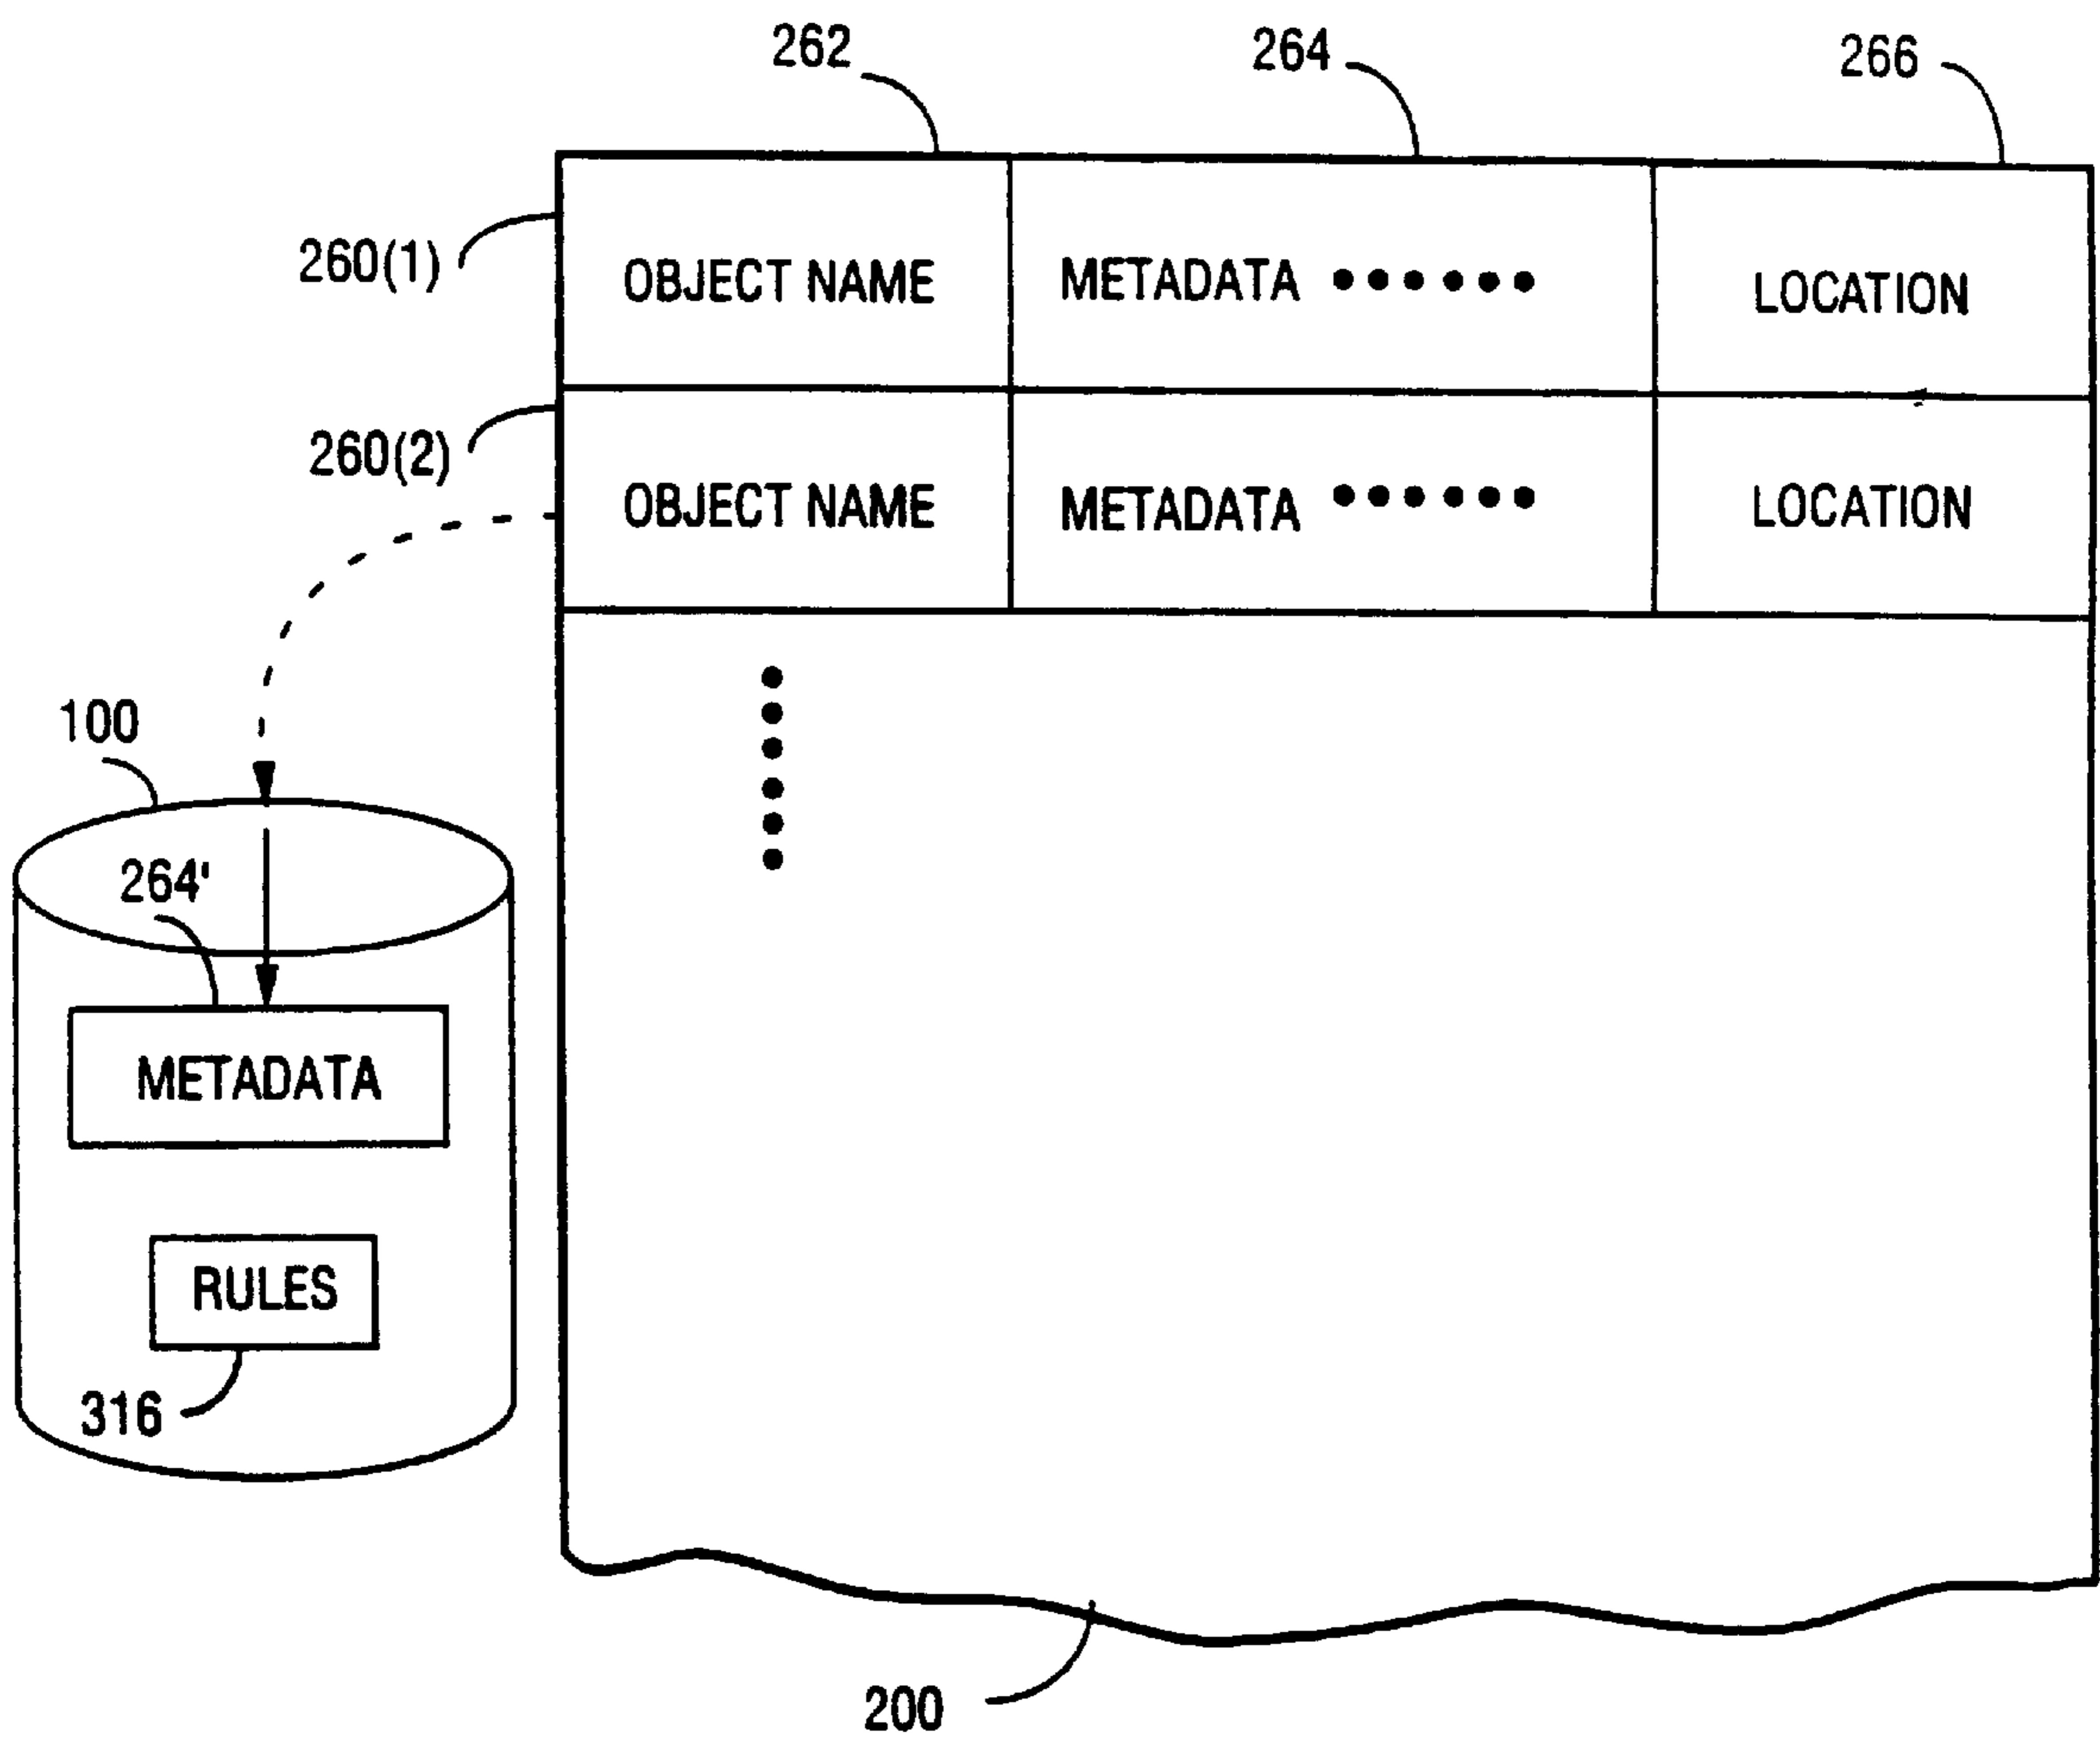 262
264
266
260(1)
OBJECT NAME
METADATA ••••••
LOCATION
260(2)
OBJECT NAME
METADATA ••••••
LOCATION
100
264'
METADATA
RULES
316
200